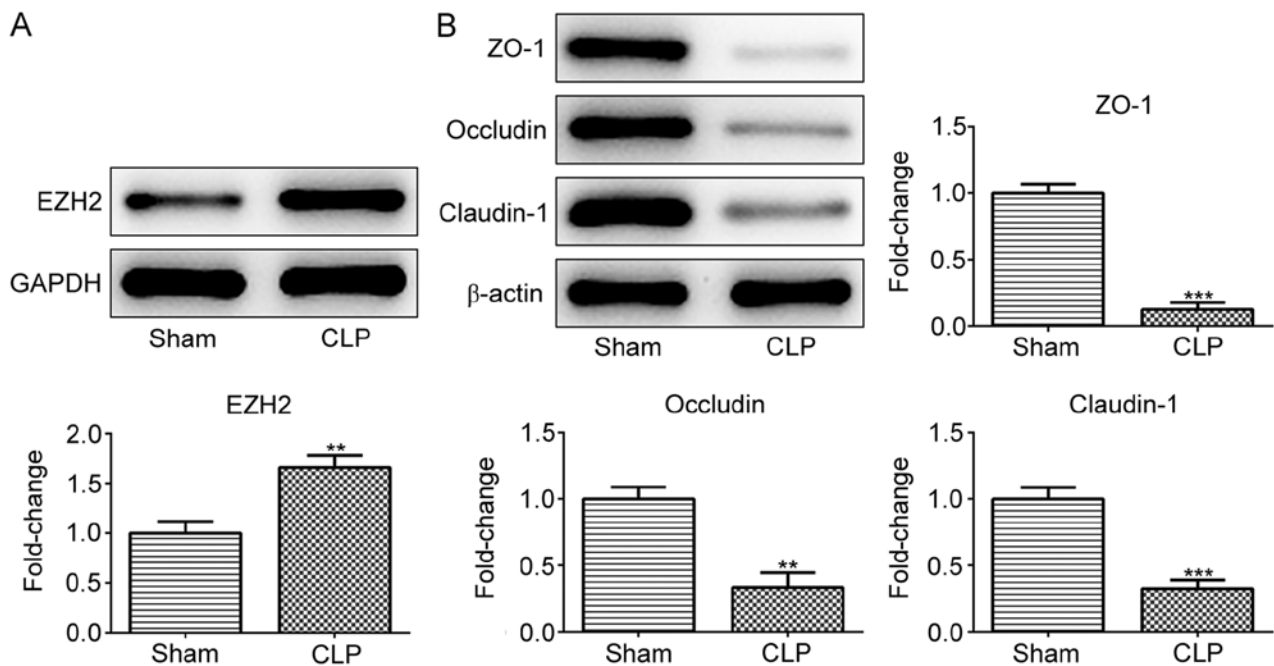 A
EZH2
GAPDH
Sham CLP
B
ZO-1
Occludin
Claudin-1
β-actin
Sham CLP
ZO-1
Fold-change
1.5
1.0
0.5
0.0
***
Sham CLP
EZH2
Fold-change
2.0
1.5
1.0
0.5
0.0
**
Sham CLP
Occludin
Fold-change
1.5
1.0
0.5
0.0
**
Sham CLP
Claudin-1
Fold-change
1.5
1.0
0.5
0.0
***
Sham CLP